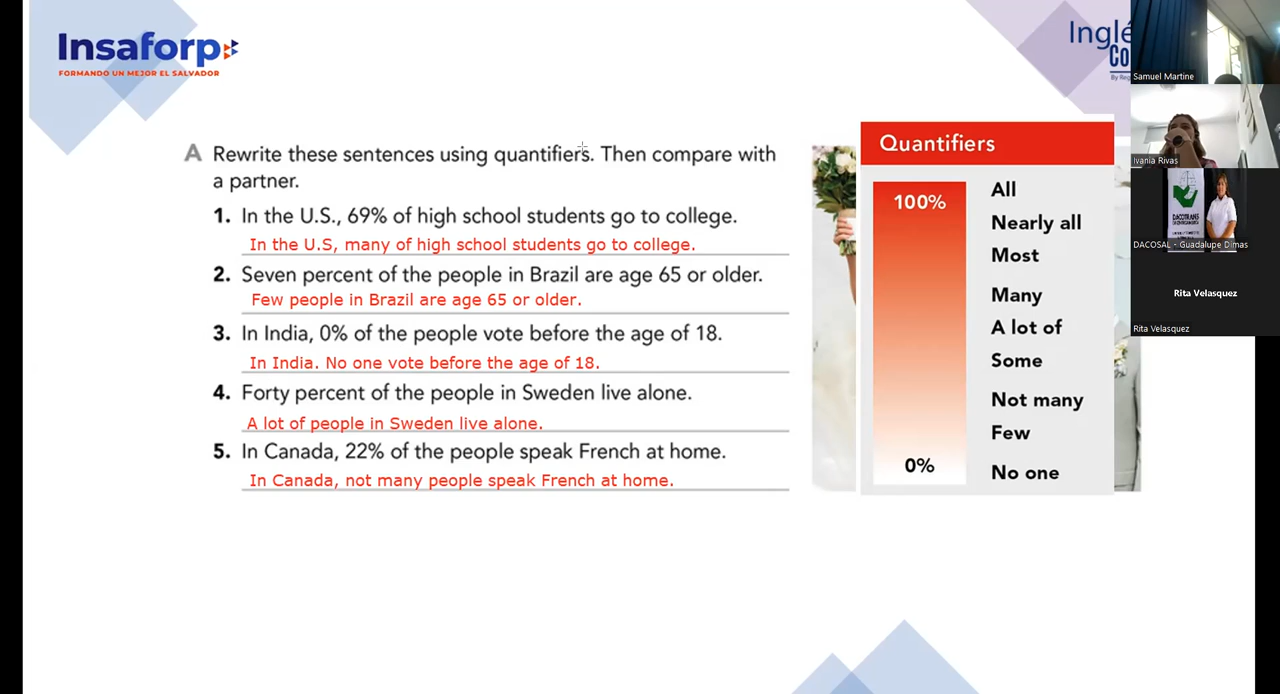 Insaforp
FORMANDO UN MEJOR EL SALVADOR
A Rewrite these sentences using quantifiers. Then compare with
a partner.
1. In the U.S., 69% of high school students go to college.
In the U.S, many of high school students go to college.
2. Seven percent of the people in Brazil are age 65 or older.
Few people in Brazil are age 65 or older.
3. In India, 0% of the people vote before the age of 18.
In India. No one vote before the age of 18.
4. Forty percent of the people in Sweden live alone.
A lot of people in Sweden live alone.
5. In Canada, 22% of the people speak French at home.
In Canada, not many people speak French at home.
Quantifiers
100%
All
Nearly all
Most
Many
A lot of
Some
Not many
Few
0%
No one
Samuel Martine
Ivania Rivas
DACOTRANS
DACOSAL - Guadalupe Dimas
Rita Velasquez
Rita Velasquez